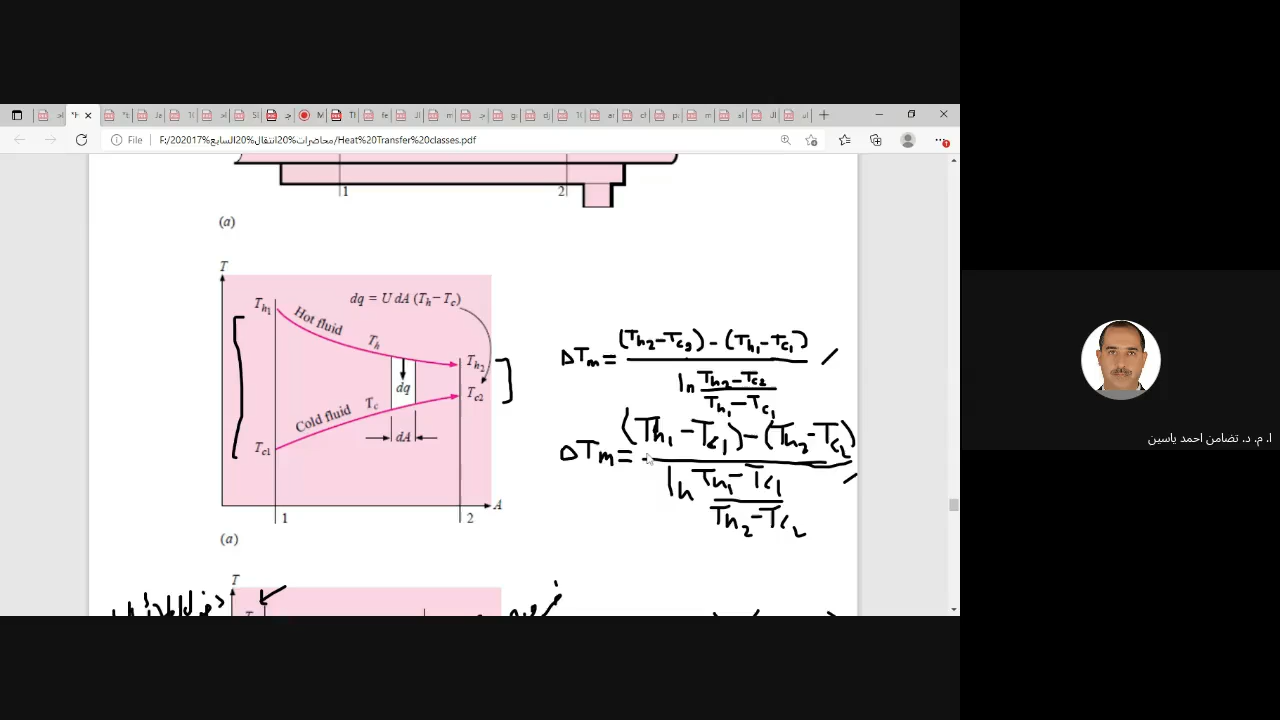 File
F:/202017%20محاضرات%20انتقال%20السابع/Heat%20Transfer%20classes.pdf
1
2
(a)
T
Th1
Hot fluid
dq = U dA (Th−Tc)
Th
Th2
dq
Tc2
Tc
Cold fluid
dA
Tc1
A
1
2
(a)
ΔTm = (Th2−Tc2) − (Th1−Tc1)
ln Th2−Tc2
Th1−Tc1
ΔTm = (Th1−Tc1) − (Th2−Tc2)
ln Th1−Tc1
Th2−Tc2
T
ا.م.د. تضامن احمد ياسين